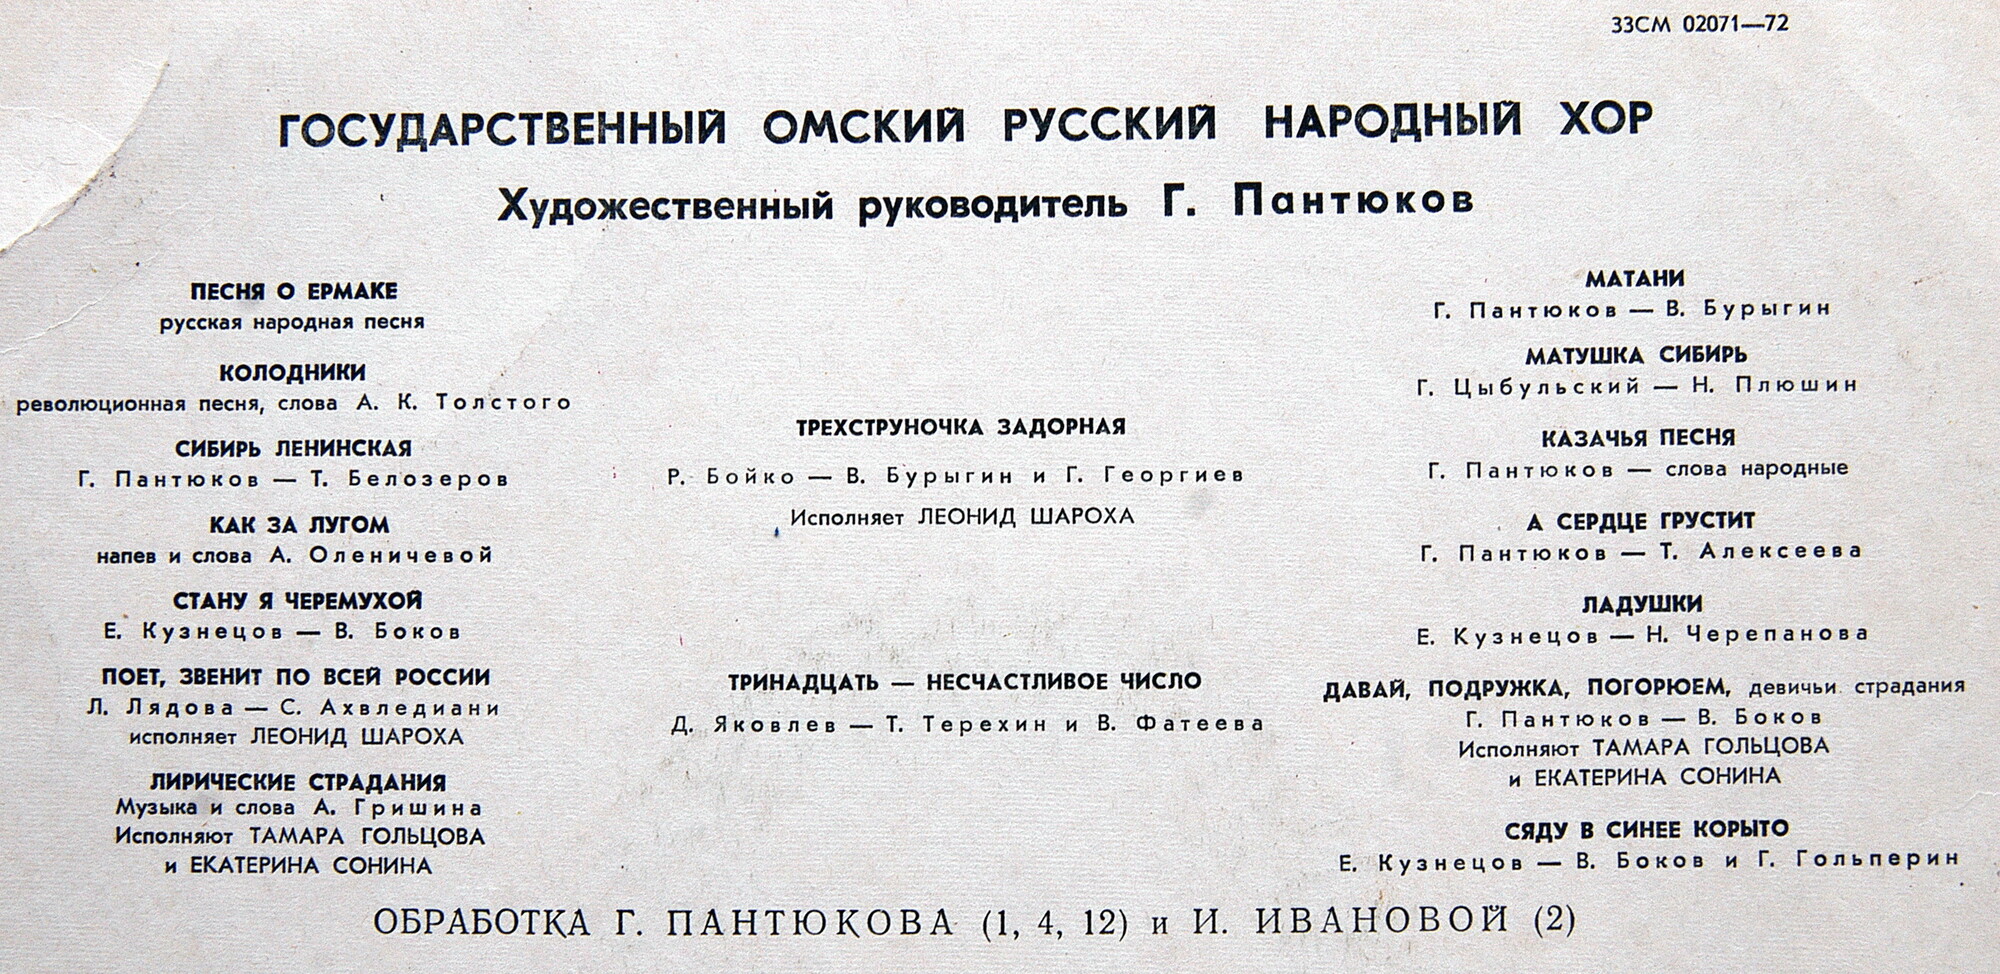 33СМ 02071—72
ГОСУДАРСТВЕННЫЙ ОМСКИЙ РУССКИЙ НАРОДНЫЙ ХОР
Художественный руководитель Г. Пантюков
ПЕСНЯ О ЕРМАКЕ
русская народная песня
КОЛОДНИКИ
революционная песня, слова А. К. Толстого
СИБИРЬ ЛЕНИНСКАЯ
Г. Пантюков — Т. Белозеров
КАК ЗА ЛУГОМ
напев и слова А. Оленичевой
СТАНУ Я ЧЕРЕМУХОЙ
Е. Кузнецов — В. Боков
ПОЕТ, ЗВЕНИТ ПО ВСЕЙ РОССИИ
Л. Лядова — С. Ахвледиани
исполняет ЛЕОНИД ШАРОХА
ЛИРИЧЕСКИЕ СТРАДАНИЯ
Музыка и слова А. Гришина
Исполняют ТАМАРА ГОЛЬЦОВА
и ЕКАТЕРИНА СОНИНА
ТРЕХСТРУНОЧКА ЗАДОРНАЯ
Р. Бойко — В. Бурыгин и Г. Георгиев
Исполняет ЛЕОНИД ШАРОХА
ТРИНАДЦАТЬ — НЕСЧАСТЛИВОЕ ЧИСЛО
Д. Яковлев — Т. Терехин и В. Фатеева
МАТАНИ
Г. Пантюков — В. Бурыгин
МАТУШКА СИБИРЬ
Г. Цыбульский — Н. Плюшин
КАЗАЧЬЯ ПЕСНЯ
Г. Пантюков — слова народные
А СЕРДЦЕ ГРУСТИТ
Г. Пантюков — Т. Алексеева
ЛАДУШКИ
Е. Кузнецов — Н. Черепанова
ДАВАЙ, ПОДРУЖКА, ПОГОРЮЕМ, девичьи страдания
Г. Пантюков — В. Боков
Исполняют ТАМАРА ГОЛЬЦОВА
и ЕКАТЕРИНА СОНИНА
СЯДУ В СИНЕЕ КОРЫТО
Е. Кузнецов — В. Боков и Г. Гольперин
ОБРАБОТКА Г. ПАНТЮКОВА (1, 4, 12) и И. ИВАНОВОЙ (2)